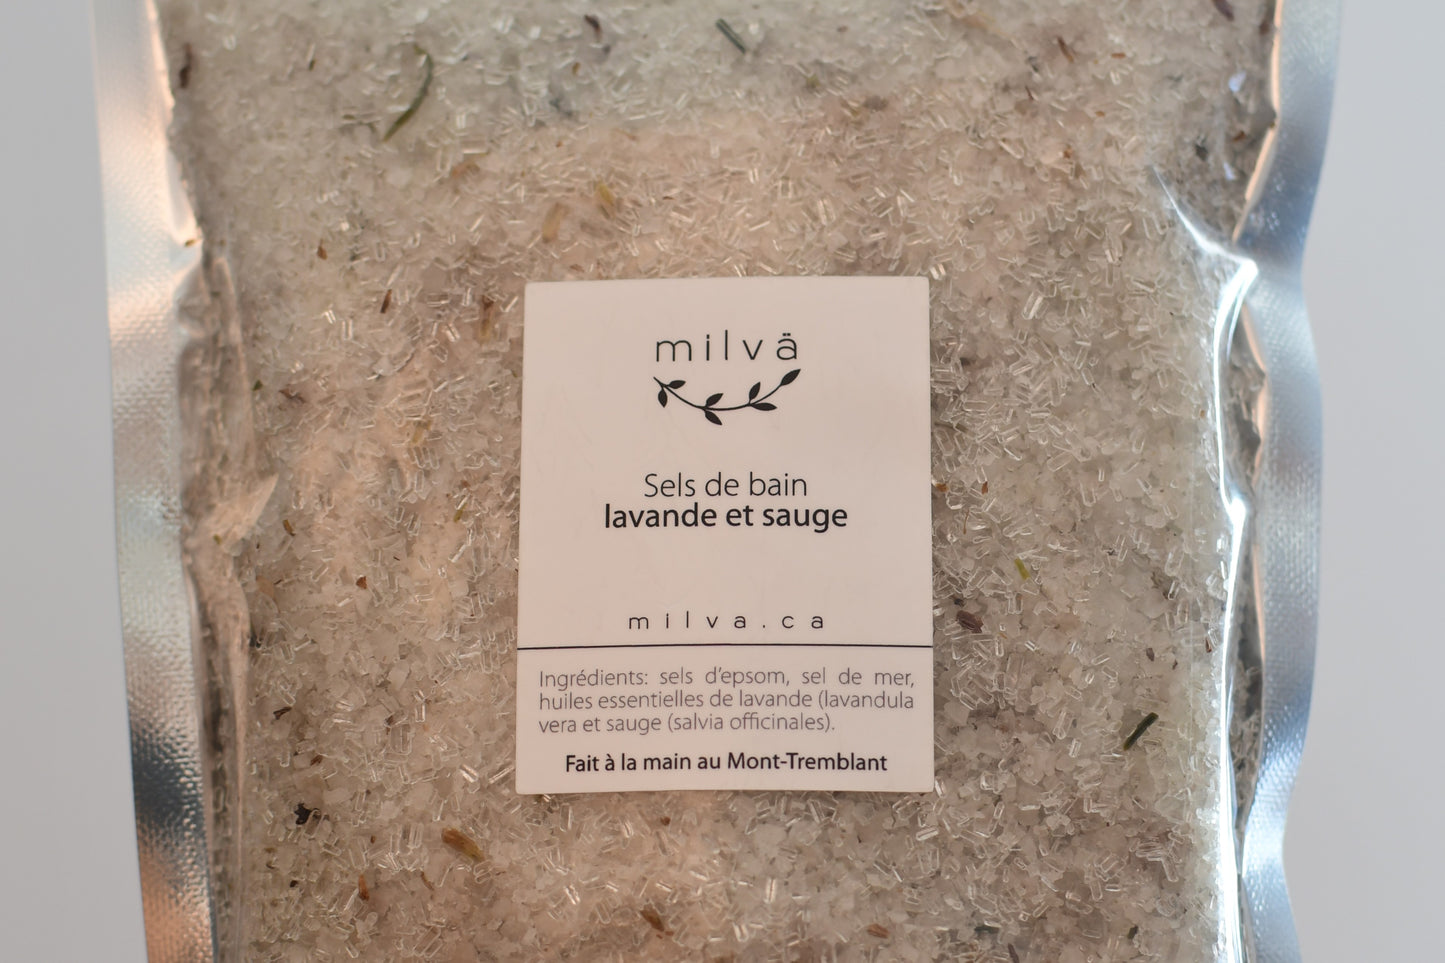 milvä
Sels de bain
lavande et sauge
milva.ca
Ingrédients: sels d'epsom, sel de mer,
huiles essentielles de lavande (lavandula
vera et sauge (salvia officinales).
Fait à la main au Mont-Tremblant